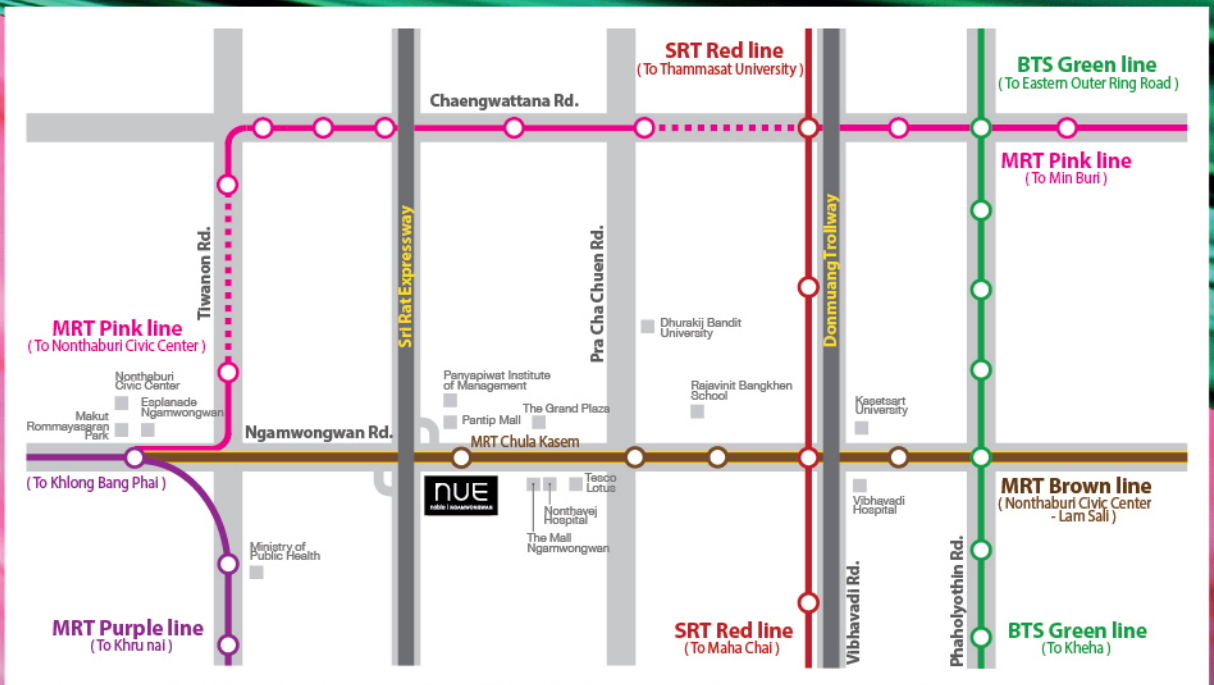 SRT Red line
( To Thammasat University )
BTS Green line
( To Eastern Outer Ring Road )
Chaengwattana Rd.
MRT Pink line
( To Min Buri )
Tiwanon Rd.
Sri Rat Expressway
Pra Cha Chuen Rd.
Donmuang Trollway
MRT Pink line
( To Nonthaburi Civic Center )
Dhurakij Bandit
University
Nonthaburi
Civic Center
Esplanade
Ngamwongwan
Makut
Rommayasaran
Park
Panyapiwat Institute
of Management
Pantip Mall
The Grand Plaza
Rajavinit Bangkhen
School
Kasetsart
University
Ngamwongwan Rd.
MRT Chula Kasem
( To Khlong Bang Phai )
nue
noble | NGAMWONGWAN
Tesco
Lotus
Nonthavej
Hospital
The Mall
Ngamwongwan
Vibhavadi
Hospital
MRT Brown line
( Nonthaburi Civic Center
- Lam Sali )
Ministry of
Public Health
MRT Purple line
( To Khru nai )
SRT Red line
( To Maha Chai )
Vibhavadi Rd.
Phaholyothin Rd.
BTS Green line
( To Kheha )